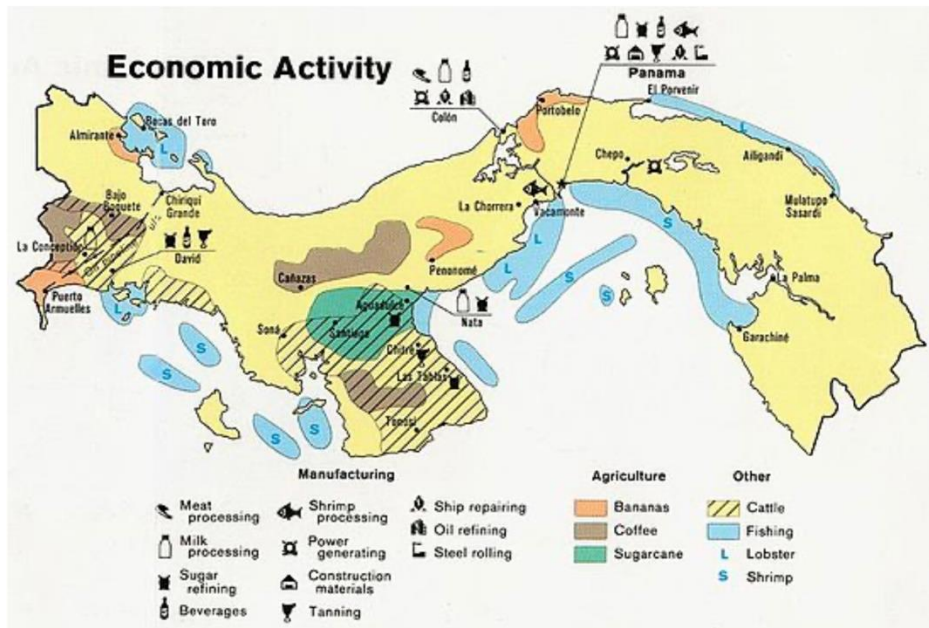 Economic Activity
Panama
El Porvenir
Colón
Portobelo
Bocas del Toro
Almirante
L
L
Ailigandi
Chepo
Bajo
Boquete
Chiriquí
Grande
La Chorrera
Vacamonte
Mulatupo
Sasardi
La Concepción
David
S
L
Cañazas
Penonomé
L
S
La Palma
Puerto
Armuelles
L
Aguadulce
Nata
S
Soná
Santiago
Garachiné
S
Chitré
S
Las Tablas
S
S
Tonosí
Manufacturing
Agriculture
Other
Meat
processing
Shrimp
processing
Ship repairing
Bananas
Cattle
Milk
processing
Power
generating
Oil refining
Coffee
Fishing
Sugar
refining
Construction
materials
Steel rolling
Sugarcane
L Lobster
Beverages
Tanning
S Shrimp